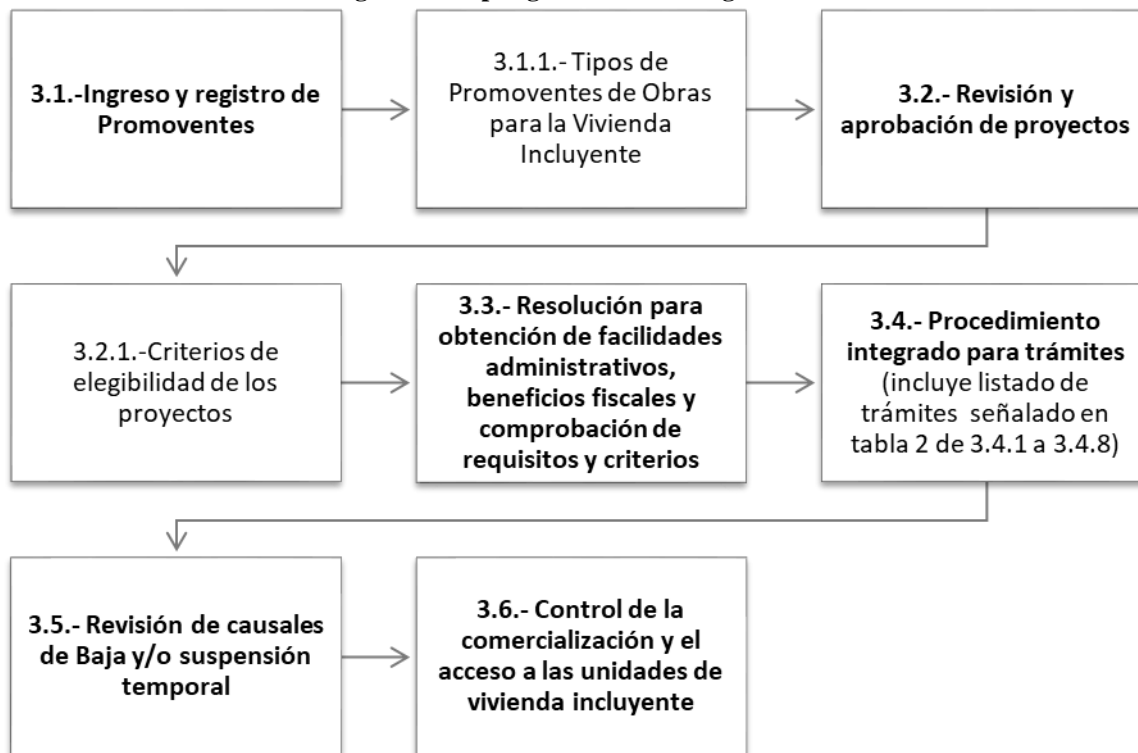 3.1.-Ingreso y registro de
Promoventes
3.1.1.- Tipos de
Promoventes de Obras
para la Vivienda
Incluyente
3.2.- Revisión y
aprobación de proyectos
3.2.1.-Criterios de
elegibilidad de los
proyectos
3.3.- Resolución para
obtención de facilidades
administrativos,
beneficios fiscales y
comprobación de
requisitos y criterios
3.4.- Procedimiento
integrado para trámites
(incluye listado de
trámites señalado en
tabla 2 de 3.4.1 a 3.4.8)
3.5.- Revisión de causales
de Baja y/o suspensión
temporal
3.6.- Control de la
comercialización y el
acceso a las unidades de
vivienda incluyente